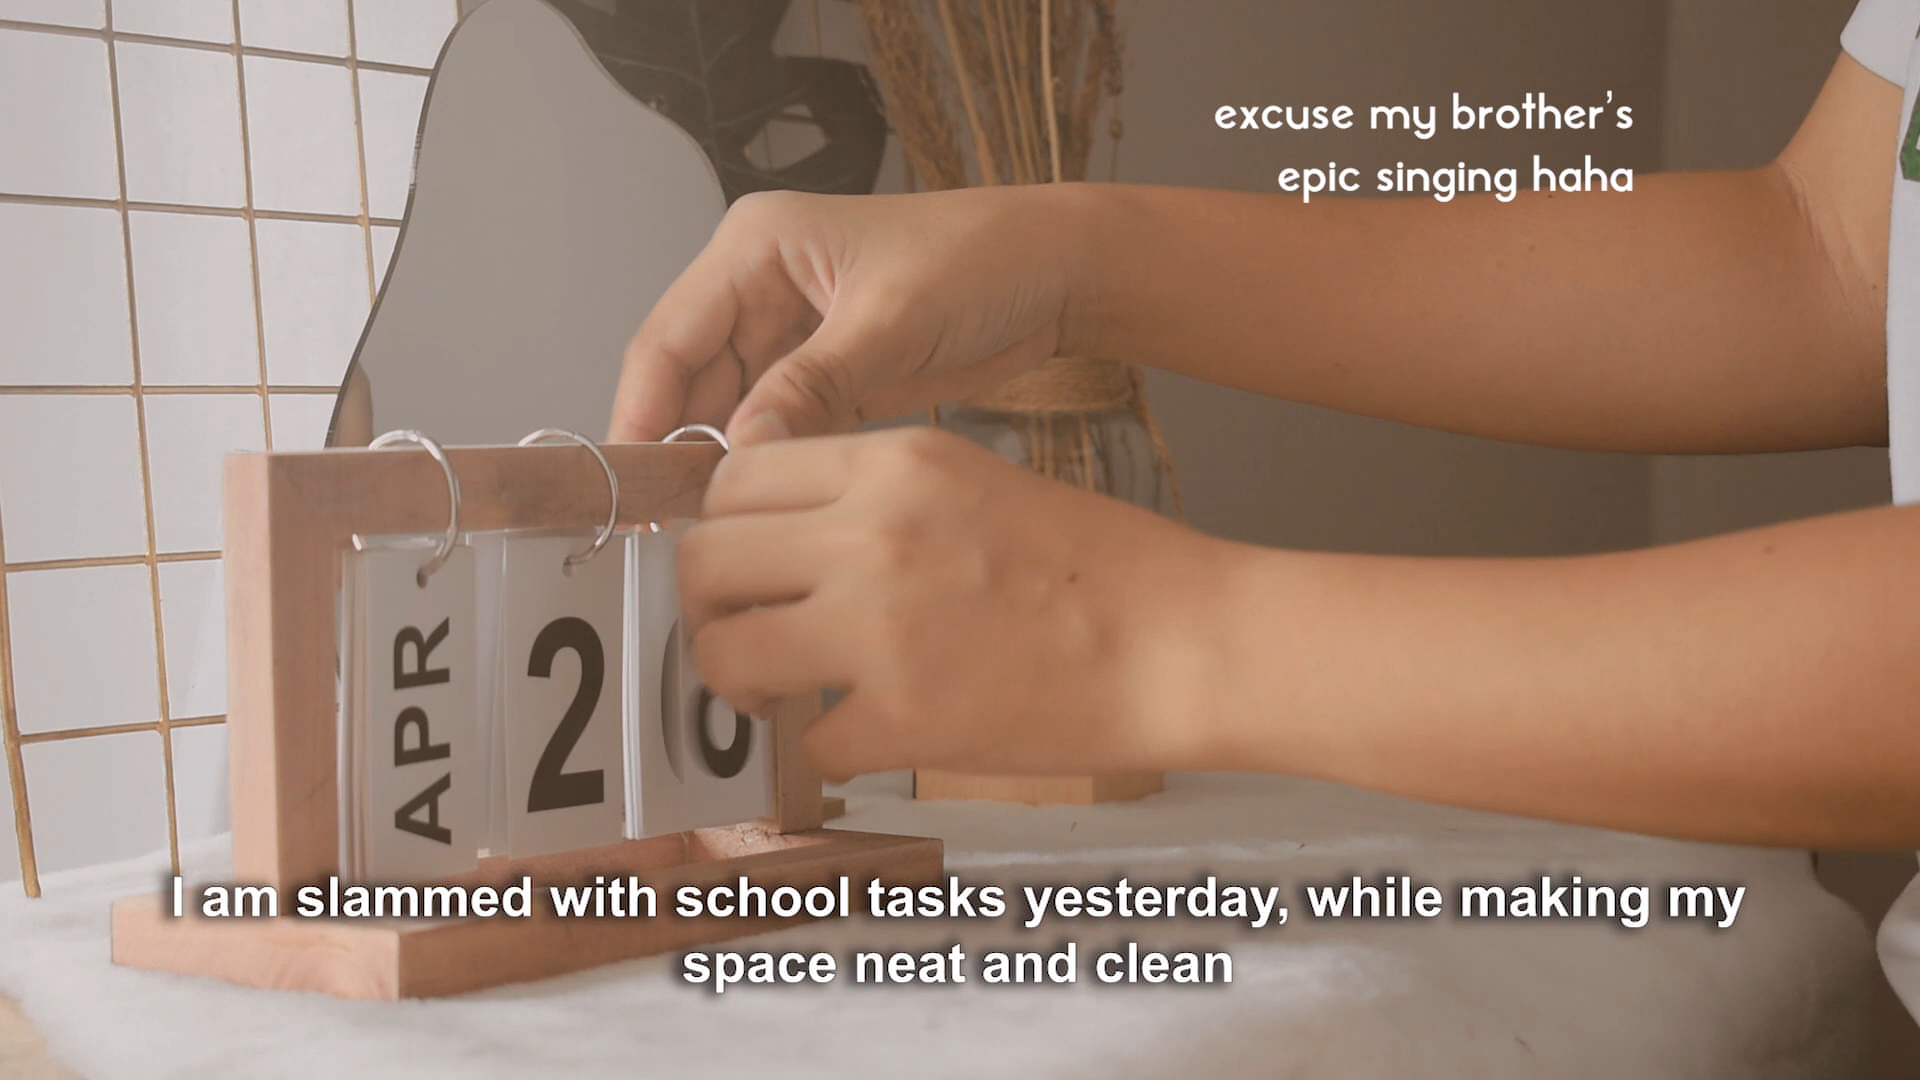 excuse my brother's
epic singing haha
APR
2
I am slammed with school tasks yesterday, while making my
space neat and clean